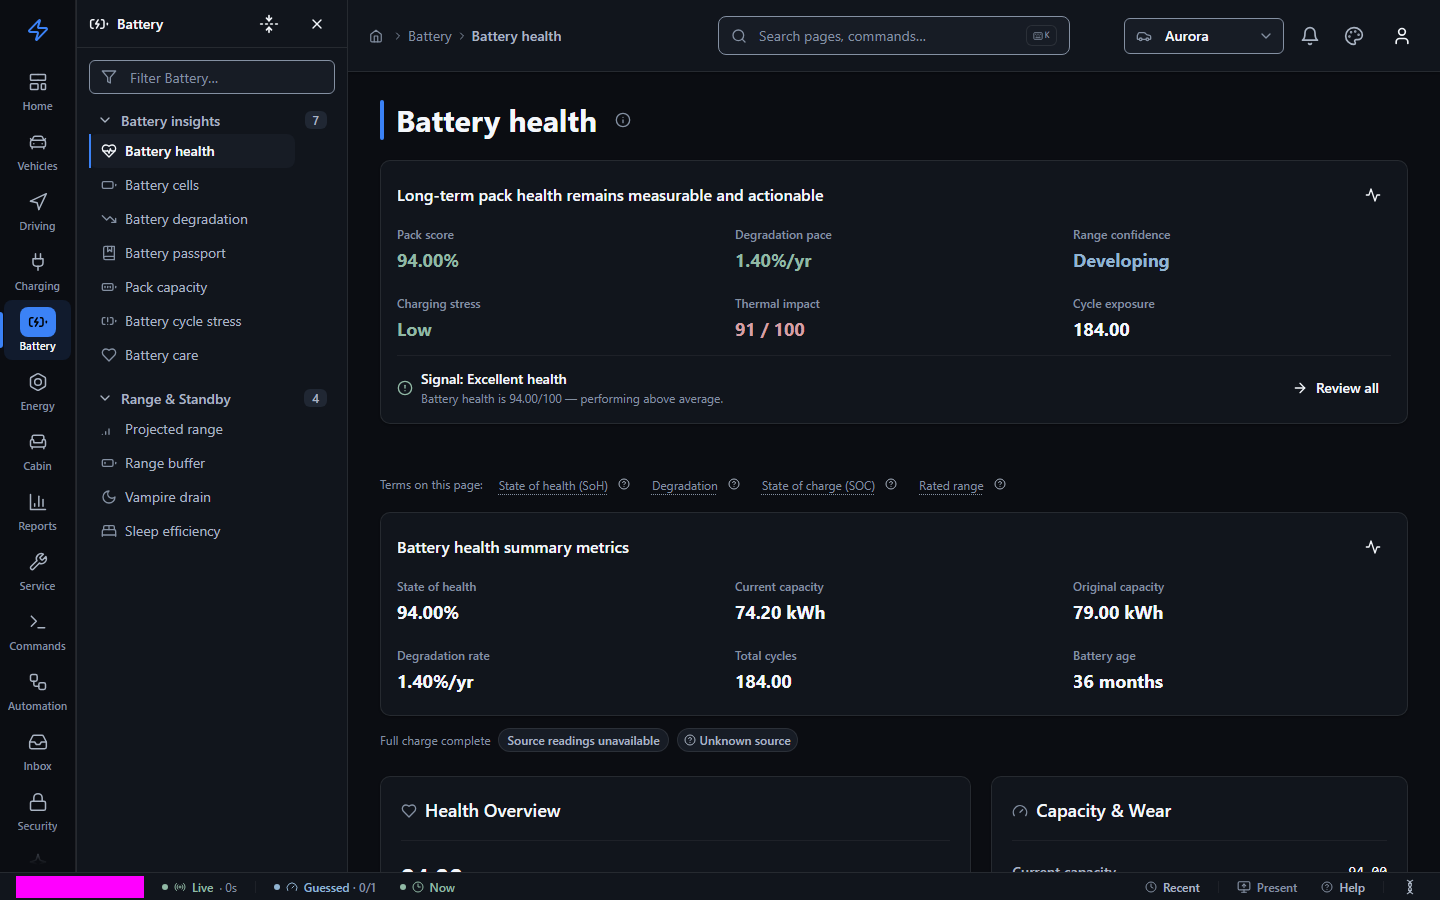 Battery
Battery
Battery health
Search pages, commands...
K
Aurora
Filter Battery...
Home
Vehicles
Driving
Charging
Battery
Energy
Cabin
Reports
Service
Commands
Automation
Inbox
Security
Battery insights
7
Battery health
Battery cells
Battery degradation
Battery passport
Pack capacity
Battery cycle stress
Battery care
Range & Standby
4
Projected range
Range buffer
Vampire drain
Sleep efficiency
Battery health
Long-term pack health remains measurable and actionable
Pack score
94.00%
Degradation pace
1.40%/yr
Range confidence
Developing
Charging stress
Low
Thermal impact
91 / 100
Cycle exposure
184.00
Signal: Excellent health
Battery health is 94.00/100 — performing above average.
Review all
Terms on this page:
State of health (SoH)
Degradation
State of charge (SOC)
Rated range
Battery health summary metrics
State of health
94.00%
Current capacity
74.20 kWh
Original capacity
79.00 kWh
Degradation rate
1.40%/yr
Total cycles
184.00
Battery age
36 months
Full charge complete
Source readings unavailable
Unknown source
Health Overview
94.00
Capacity & Wear
Current capacity
94.00
Live · 0s
Guessed · 0/1
Now
Recent
Present
Help